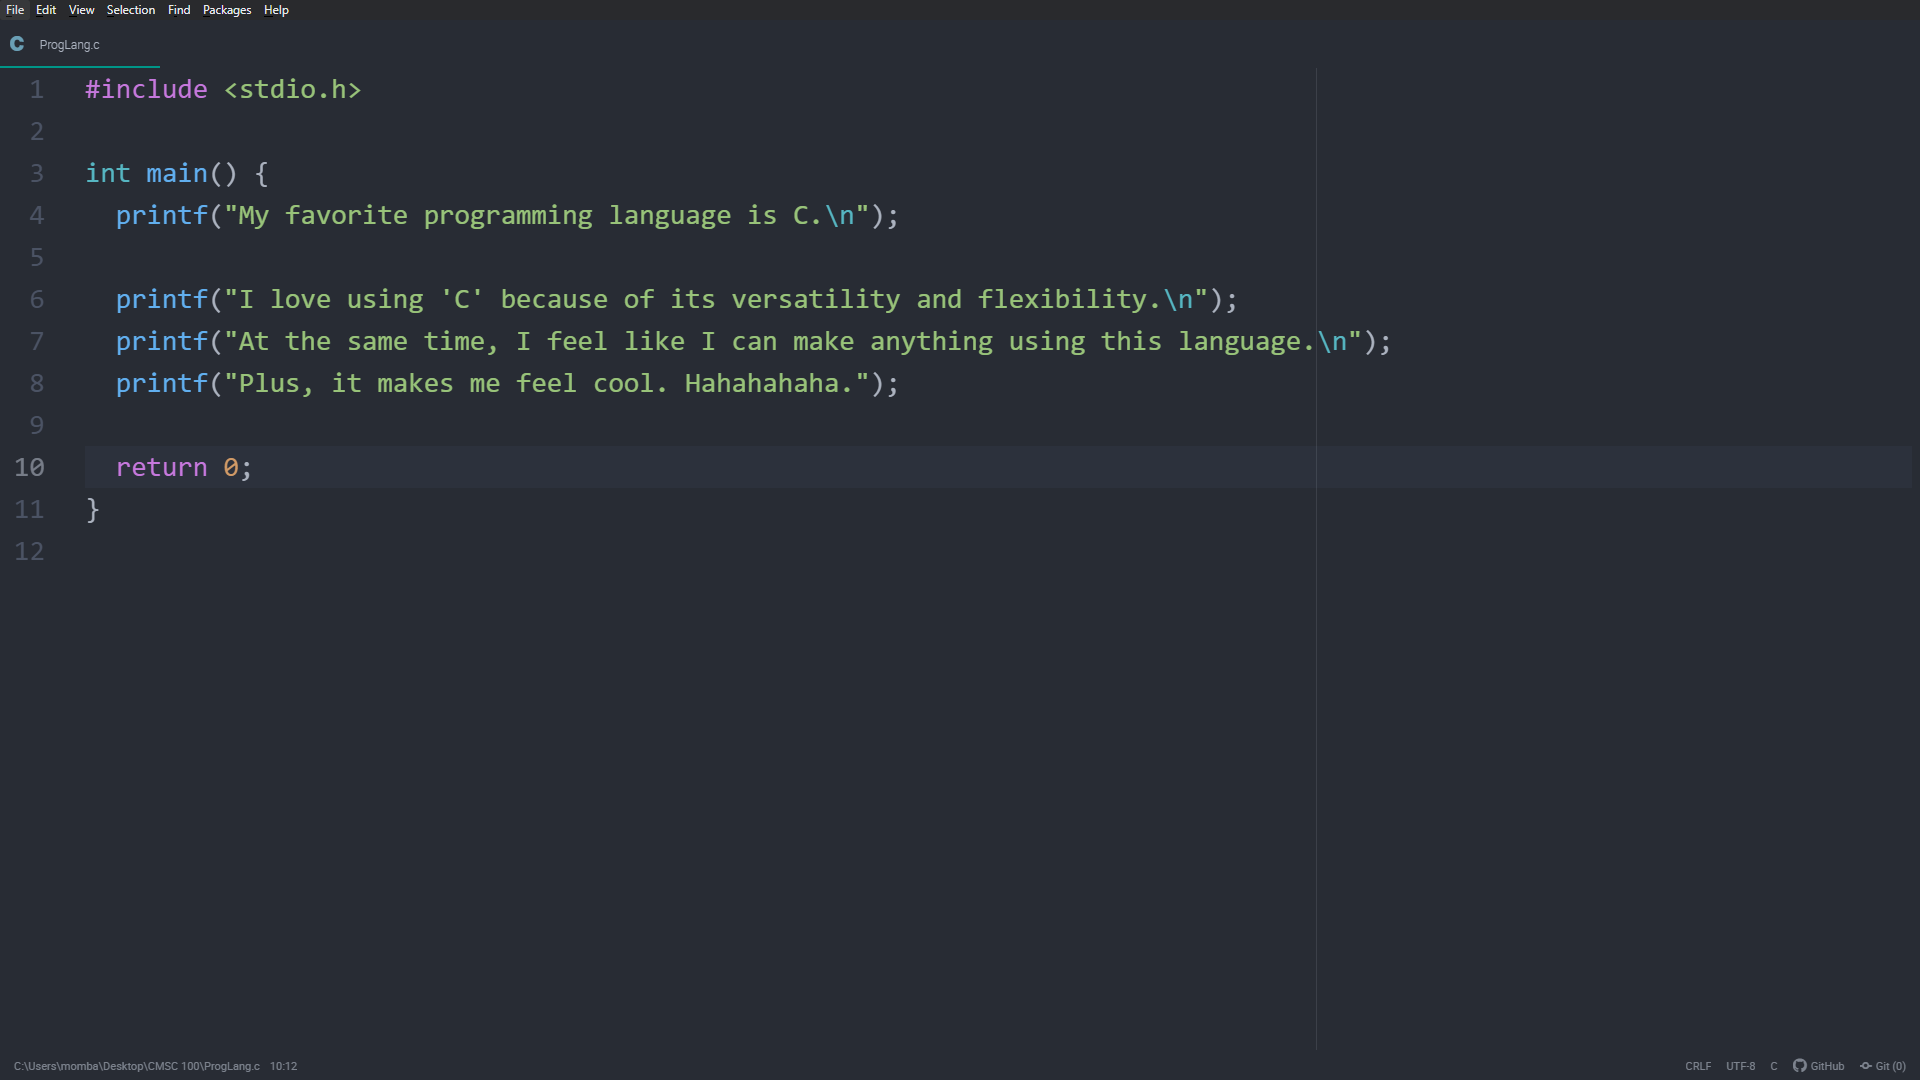 File Edit View Selection Find Packages Help
C ProgLang.c
1 #include <stdio.h>
2
3 int main() {
4   printf("My favorite programming language is C.\n");
5
6   printf("I love using 'C' because of its versatility and flexibility.\n");
7   printf("At the same time, I feel like I can make anything using this language.\n");
8   printf("Plus, it makes me feel cool. Hahahahaha.");
9
10   return 0;
11 }
12
C:\Users\momba\Desktop\CMSC 100\ProgLang.c 10:12 CRLF UTF-8 C GitHub Git (0)